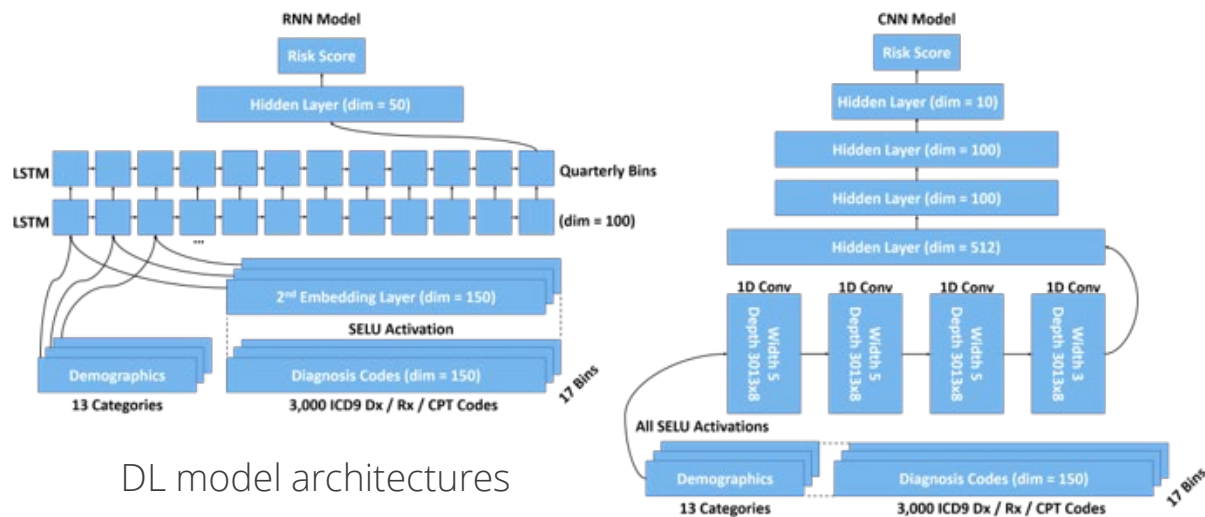 RNN Model
Risk Score
Hidden Layer (dim = 50)
LSTM
Quarterly Bins
LSTM
(dim = 100)
...
2nd Embedding Layer (dim = 150)
SELU Activation
Demographics
Diagnosis Codes (dim = 150)
17 Bins
13 Categories
3,000 ICD9 Dx / Rx / CPT Codes
DL model architectures
CNN Model
Risk Score
Hidden Layer (dim = 10)
Hidden Layer (dim = 100)
Hidden Layer (dim = 100)
Hidden Layer (dim = 512)
1D Conv
1D Conv
1D Conv
1D Conv
Width 5
Depth 3013x8
Width 5
Depth 3013x8
Width 5
Depth 3013x8
Width 3
Depth 3013x8
All SELU Activations
Demographics
Diagnosis Codes (dim = 150)
17 Bins
13 Categories
3,000 ICD9 Dx / Rx / CPT Codes